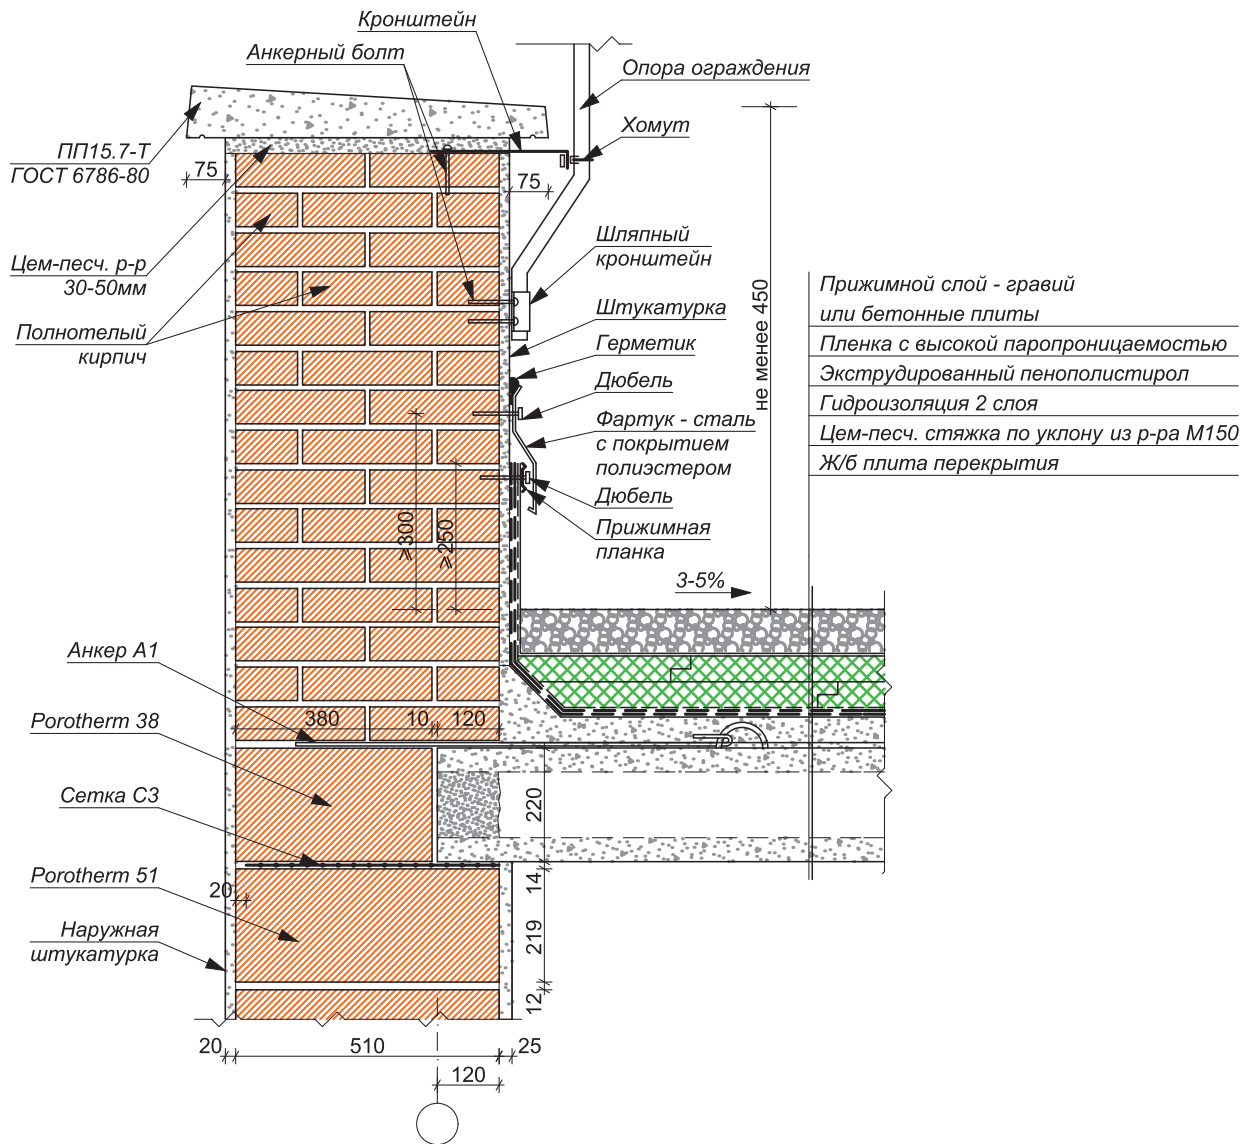 Кронштейн
Анкерный болт
Опора ограждения
Хомут
ПП15.7-Т
ГОСТ 6786-80
75
75
Шляпный
кронштейн
Цем-песч. р-р
30-50мм
Штукатурка
Полнотелый
кирпич
Герметик
Дюбель
Фартук - сталь
с покрытием
полиэстером
Дюбель
Прижимная
планка
не менее 450
Прижимной слой - гравий
или бетонные плиты
Пленка с высокой паропроницаемостью
Экструдированный пенополистирол
Гидроизоляция 2 слоя
Цем-песч. стяжка по уклону из р-ра М150
Ж/б плита перекрытия
⩾300
⩾250
3-5%
Анкер А1
Porotherm 38
380
10
120
Сетка С3
220
Porotherm 51
20
14
Наружная
штукатурка
219
12
20
510
25
120